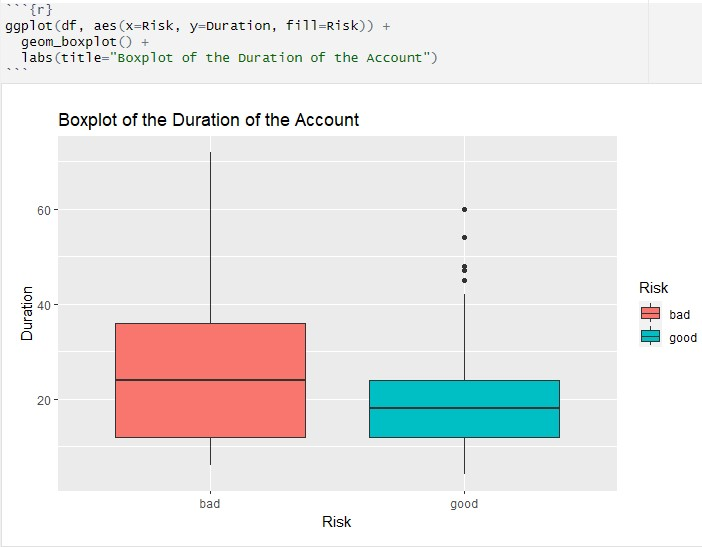 ```{r}
ggplot(df, aes(x=Risk, y=Duration, fill=Risk)) +
  geom_boxplot() +
  labs(title="Boxplot of the Duration of the Account")
```
Boxplot of the Duration of the Account
Duration
60
40
20
bad
good
Risk
Risk
bad
good